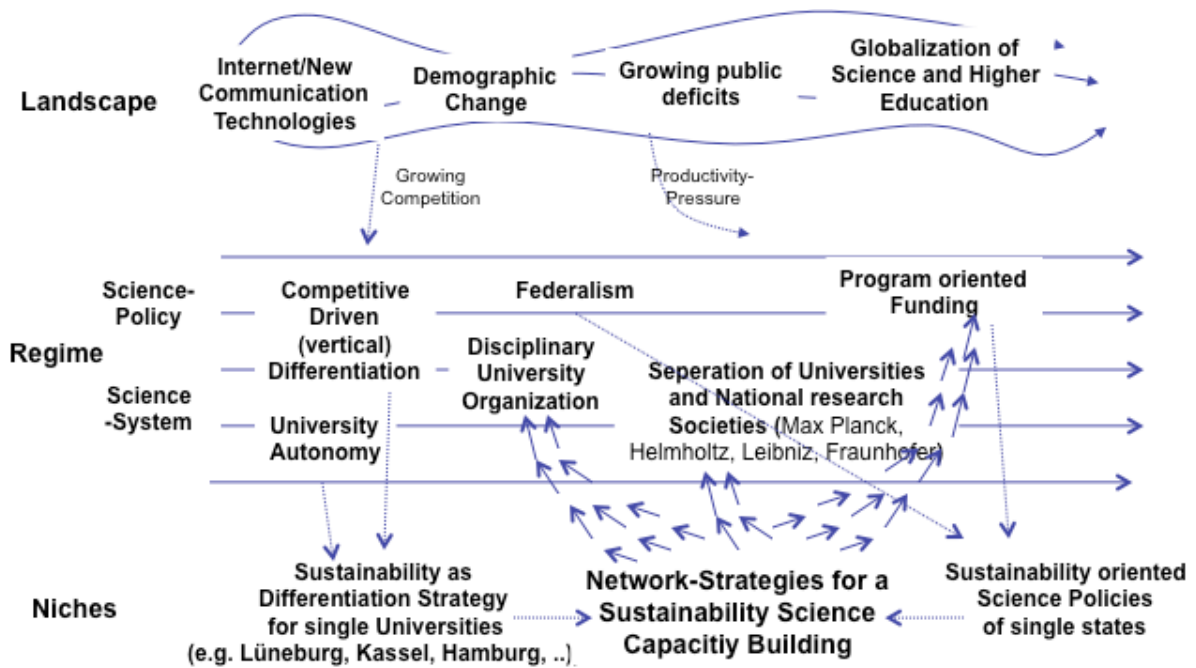 Internet/New
Communication
Technologies
Demographic
Change
Growing public
deficits
Globalization of
Science and Higher
Education
Landscape
Growing
Competition
Productivity-
Pressure
Science-
Policy
Regime
Science
-System
Competitive
Driven
(vertical)
Differentiation
University
Autonomy
Federalism
Disciplinary
University
Organization
Program oriented
Funding
Seperation of Universities
and National research
Societies (Max Planck,
Helmholtz, Leibniz, Fraunhofer)
Niches
Sustainability as
Differentiation Strategy
for single Universities
(e.g. Lüneburg, Kassel, Hamburg, ..)
Network-Strategies for a
Sustainability Science
Capacitiy Building
Sustainability oriented
Science Policies
of single states